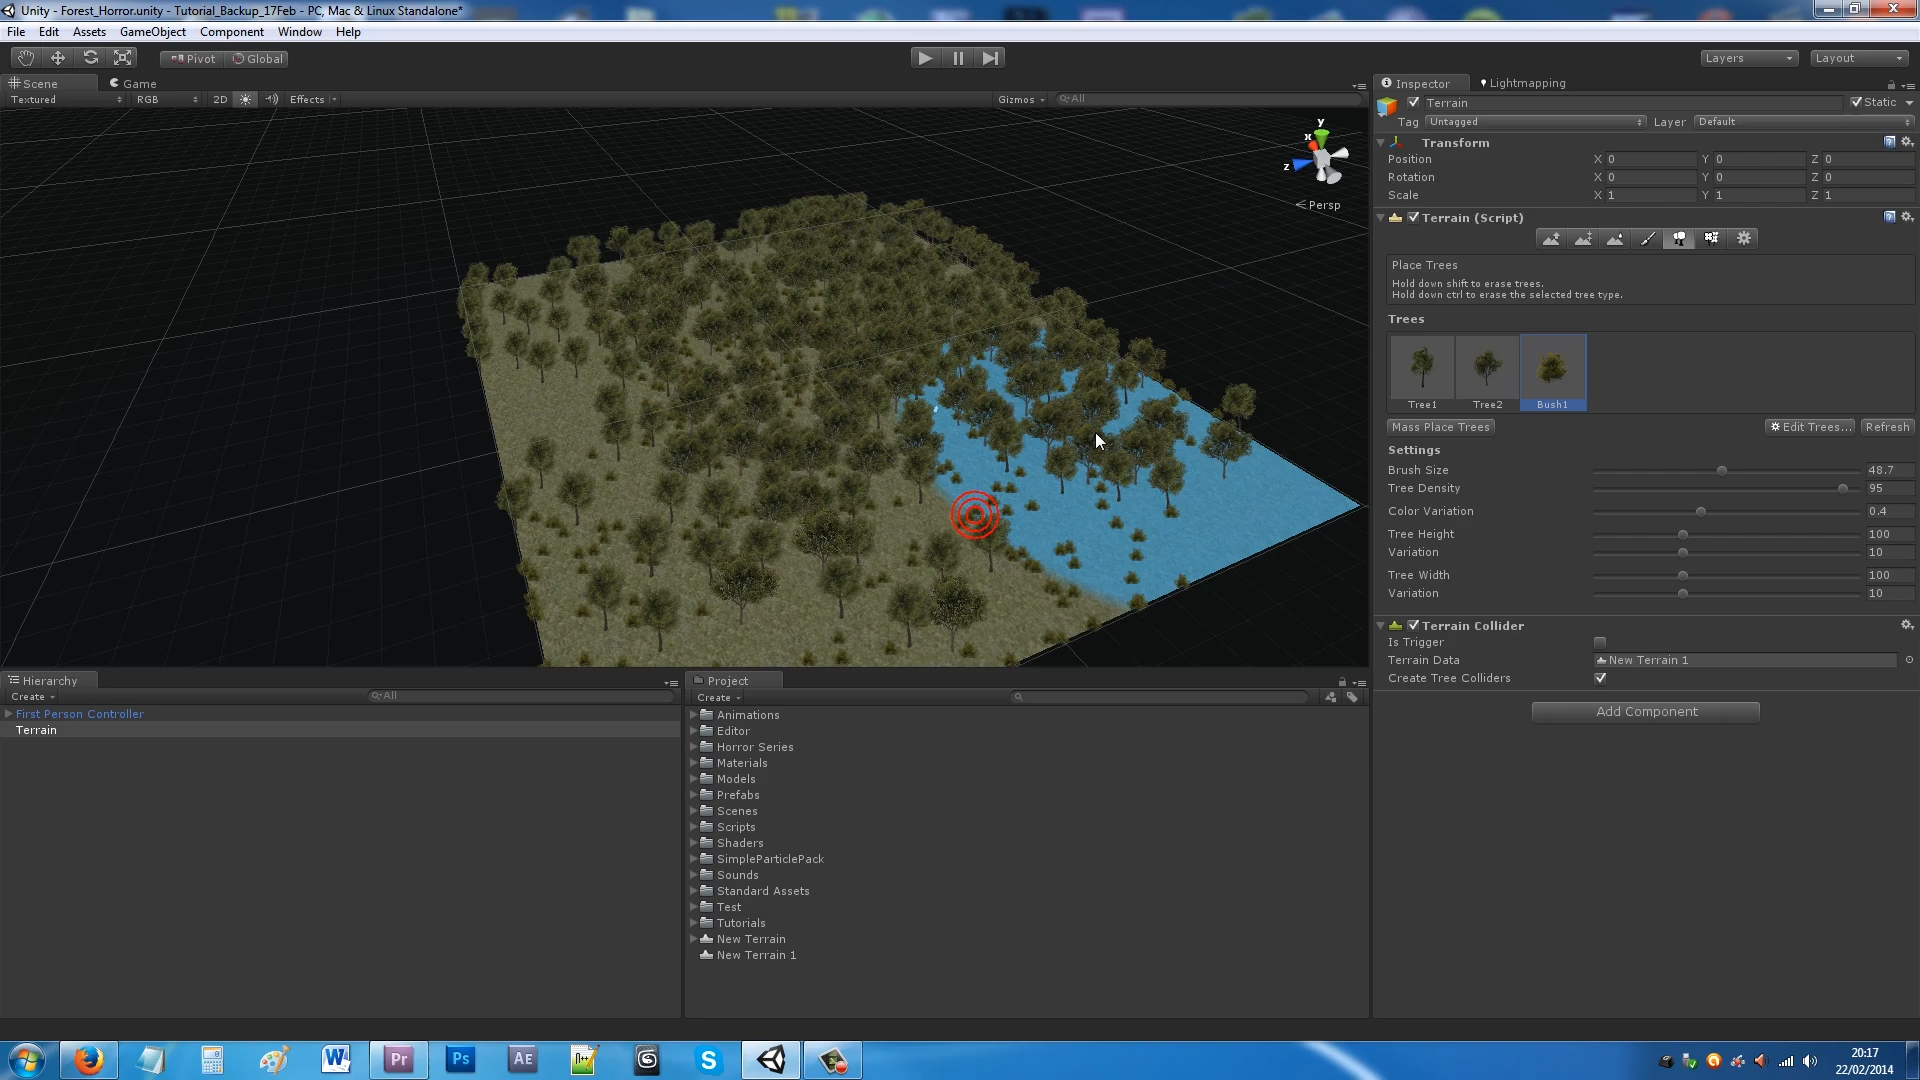 Unity - Forest_Horror.unity - Tutorial_Backup_17Feb - PC, Mac & Linux Standalone*
File Edit Assets GameObject Component Window Help
Pivot Global Layers Layout
Scene Game
Textured RGB 2D Effects Gizmos All
y
x
z
Persp
Inspector Lightmapping
Terrain Static
Tag Untagged Layer Default
Transform
Position X 0 Y 0 Z 0
Rotation X 0 Y 0 Z 0
Scale X 1 Y 1 Z 1
Terrain (Script)
Place Trees
Hold down shift to erase trees.
Hold down ctrl to erase the selected tree type.
Trees
Tree1 Tree2 Bush1
Mass Place Trees Edit Trees... Refresh
Settings
Brush Size 48.7
Tree Density 95
Color Variation 0.4
Tree Height 100
Variation 10
Tree Width 100
Variation 10
Terrain Collider
Is Trigger
Terrain Data New Terrain 1
Create Tree Colliders
Add Component
Hierarchy
Create All
First Person Controller
Terrain
Project
Create
Animations
Editor
Horror Series
Materials
Models
Prefabs
Scenes
Scripts
Shaders
SimpleParticlePack
Sounds
Standard Assets
Test
Tutorials
New Terrain
New Terrain 1
W Pr Ps AE S
20:17
22/02/2014